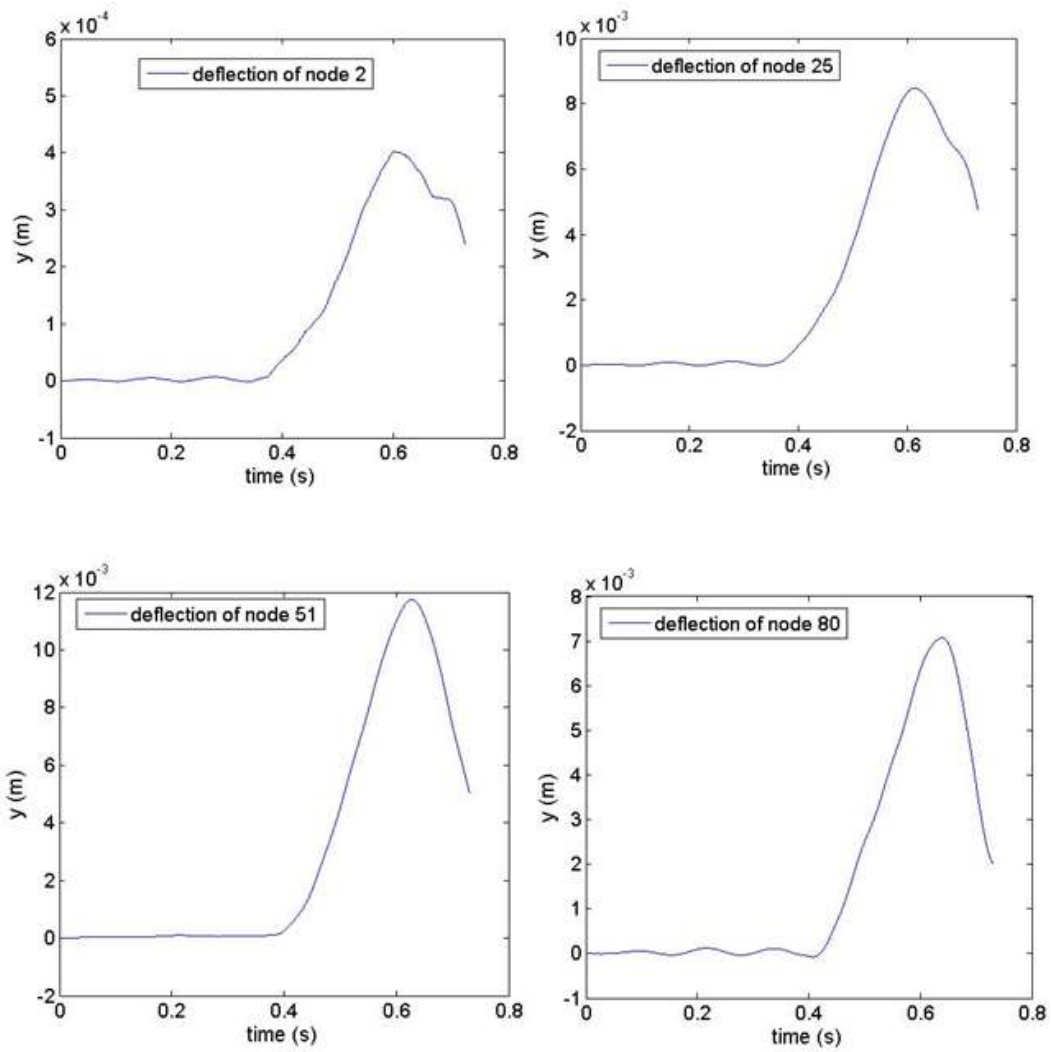 x 10-4
6
5
4
3
2
1
0
-1
deflection of node 2
y (m)
0 0.2 0.4 0.6 0.8
time (s)
x 10-3
10
8
6
4
2
0
-2
deflection of node 25
y (m)
0 0.2 0.4 0.6 0.8
time (s)
x 10-3
12
10
8
6
4
2
0
-2
deflection of node 51
y (m)
0 0.2 0.4 0.6 0.8
time (s)
x 10-3
8
7
6
5
4
3
2
1
0
-1
deflection of node 80
y (m)
0 0.2 0.4 0.6 0.8
time (s)